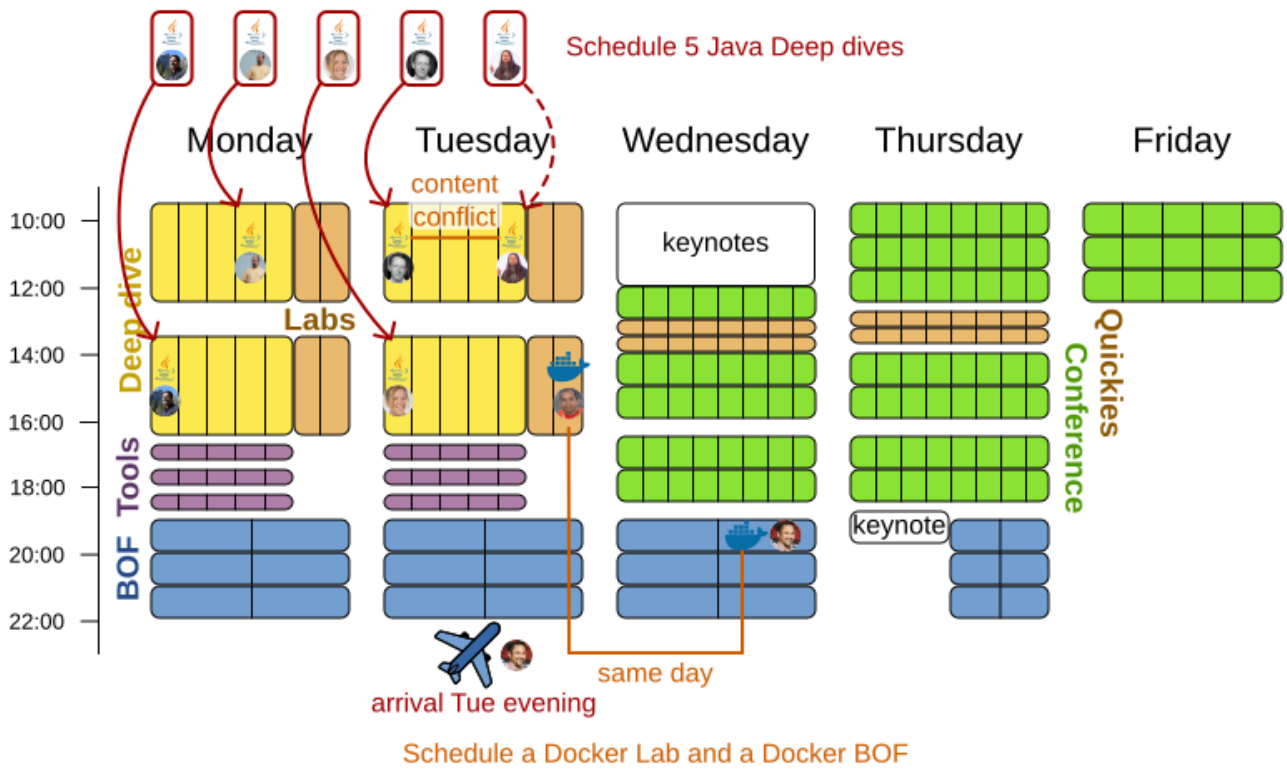 Schedule 5 Java Deep dives
Monday
Tuesday
Wednesday
Thursday
Friday
content
conflict
10:00
12:00
14:00
16:00
18:00
20:00
22:00
keynotes
Deep dive
Labs
Tools
BOF
Quickies
Conference
keynote
same day
arrival Tue evening
Schedule a Docker Lab and a Docker BOF